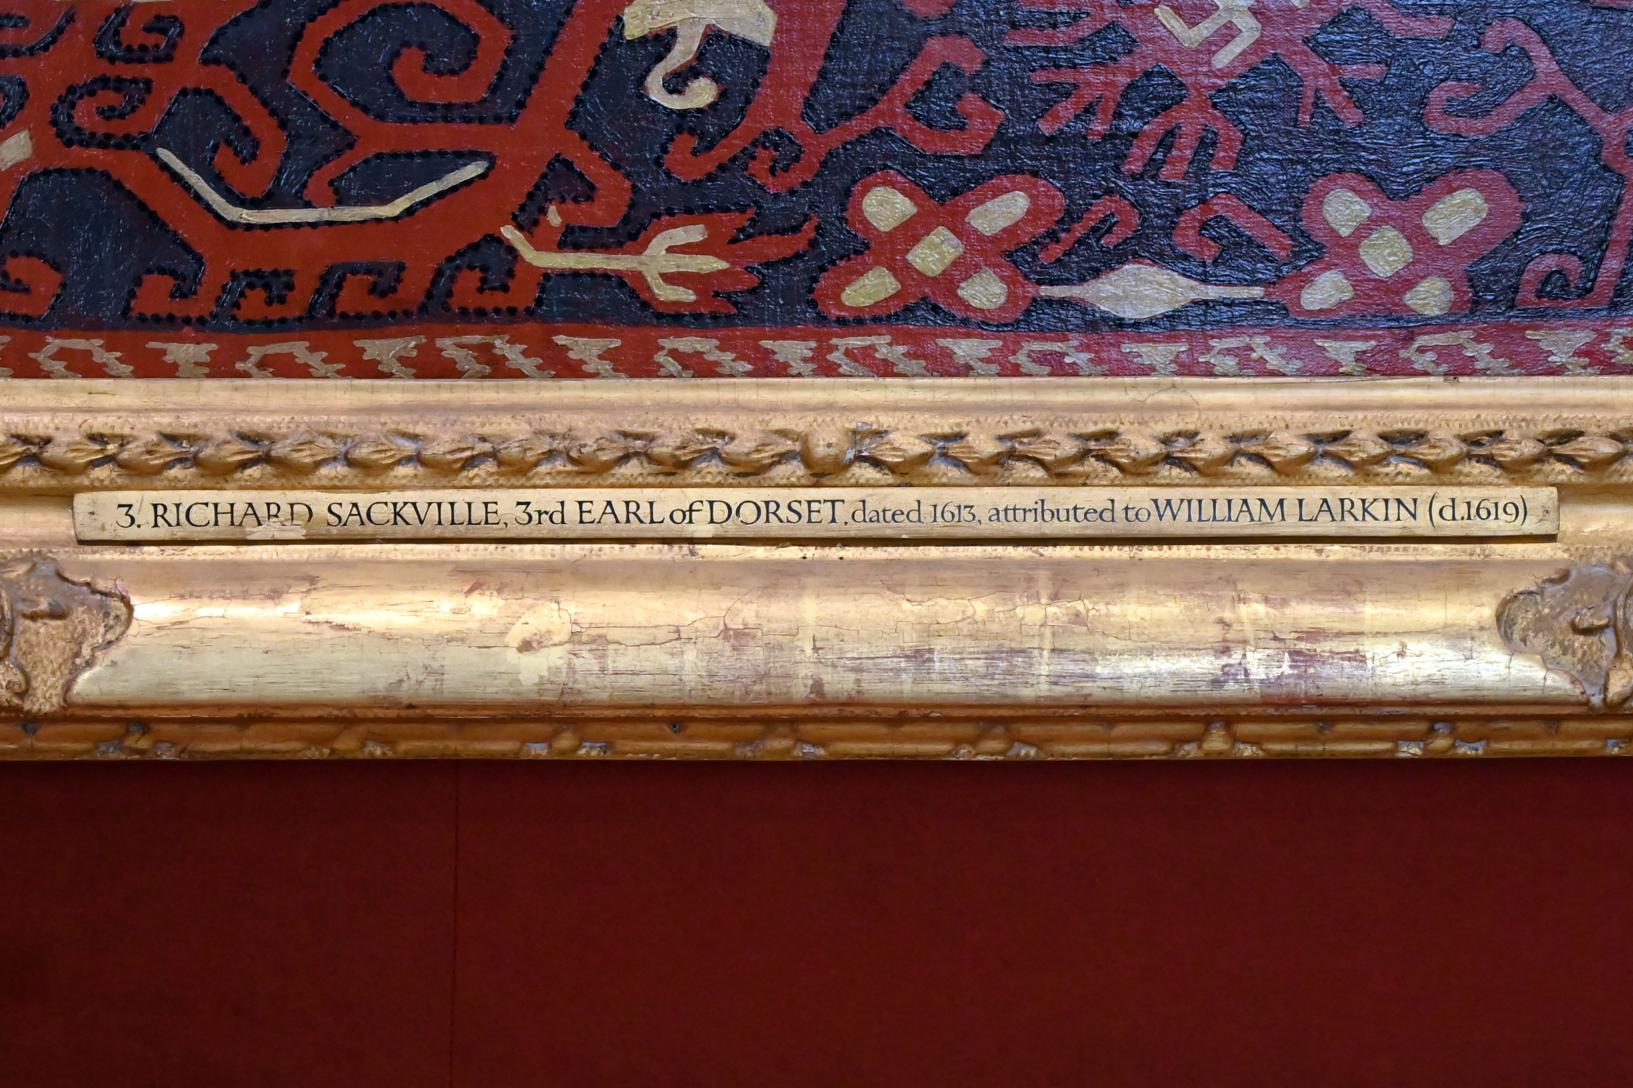 3. RICHARD SACKVILLE, 3rd EARL of DORSET, dated 1613, attributed to WILLIAM LARKIN (d.1619)